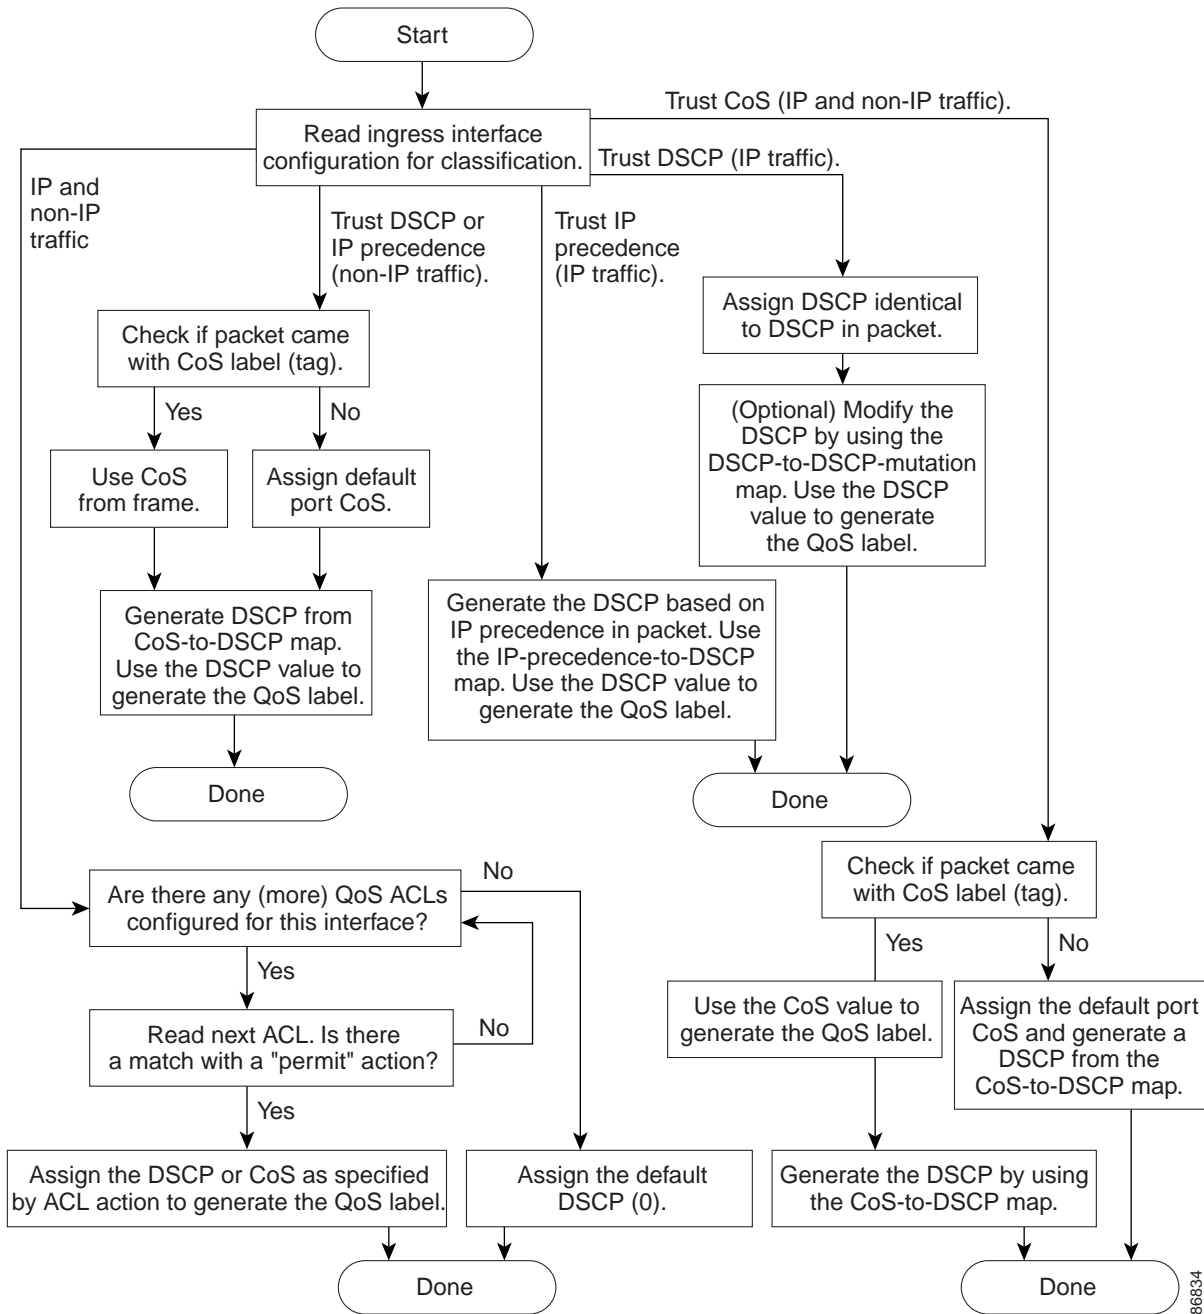 Start
Trust CoS (IP and non-IP traffic).
Read ingress interface
configuration for classification.
Trust DSCP (IP traffic).
IP and
non-IP
traffic
Trust DSCP or
IP precedence
(non-IP traffic).
Trust IP
precedence
(IP traffic).
Assign DSCP identical
to DSCP in packet.
Check if packet came
with CoS label (tag).
Yes
No
(Optional) Modify the
DSCP by using the
DSCP-to-DSCP-mutation
map. Use the DSCP
value to generate
the QoS label.
Use CoS
from frame.
Assign default
port CoS.
Generate DSCP from
CoS-to-DSCP map.
Use the DSCP value to
generate the QoS label.
Generate the DSCP based on
IP precedence in packet. Use
the IP-precedence-to-DSCP
map. Use the DSCP value to
generate the QoS label.
Done
Done
Check if packet came
with CoS label (tag).
Are there any (more) QoS ACLs
configured for this interface?
No
Yes
No
Yes
Read next ACL. Is there
a match with a "permit" action?
No
Use the CoS value to
generate the QoS label.
Assign the default port
CoS and generate a
DSCP from the
CoS-to-DSCP map.
Yes
Assign the DSCP or CoS as specified
by ACL action to generate the QoS label.
Assign the default
DSCP (0).
Generate the DSCP by using
the CoS-to-DSCP map.
Done
Done
86834